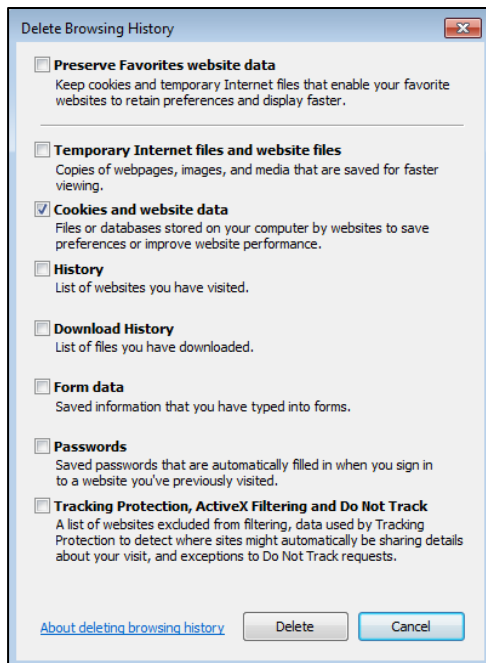 Delete Browsing History
Preserve Favorites website data
Keep cookies and temporary Internet files that enable your favorite
websites to retain preferences and display faster.
Temporary Internet files and website files
Copies of webpages, images, and media that are saved for faster
viewing.
Cookies and website data
Files or databases stored on your computer by websites to save
preferences or improve website performance.
History
List of websites you have visited.
Download History
List of files you have downloaded.
Form data
Saved information that you have typed into forms.
Passwords
Saved passwords that are automatically filled in when you sign in
to a website you've previously visited.
Tracking Protection, ActiveX Filtering and Do Not Track
A list of websites excluded from filtering, data used by Tracking
Protection to detect where sites might automatically be sharing details
about your visit, and exceptions to Do Not Track requests.
About deleting browsing history Delete Cancel